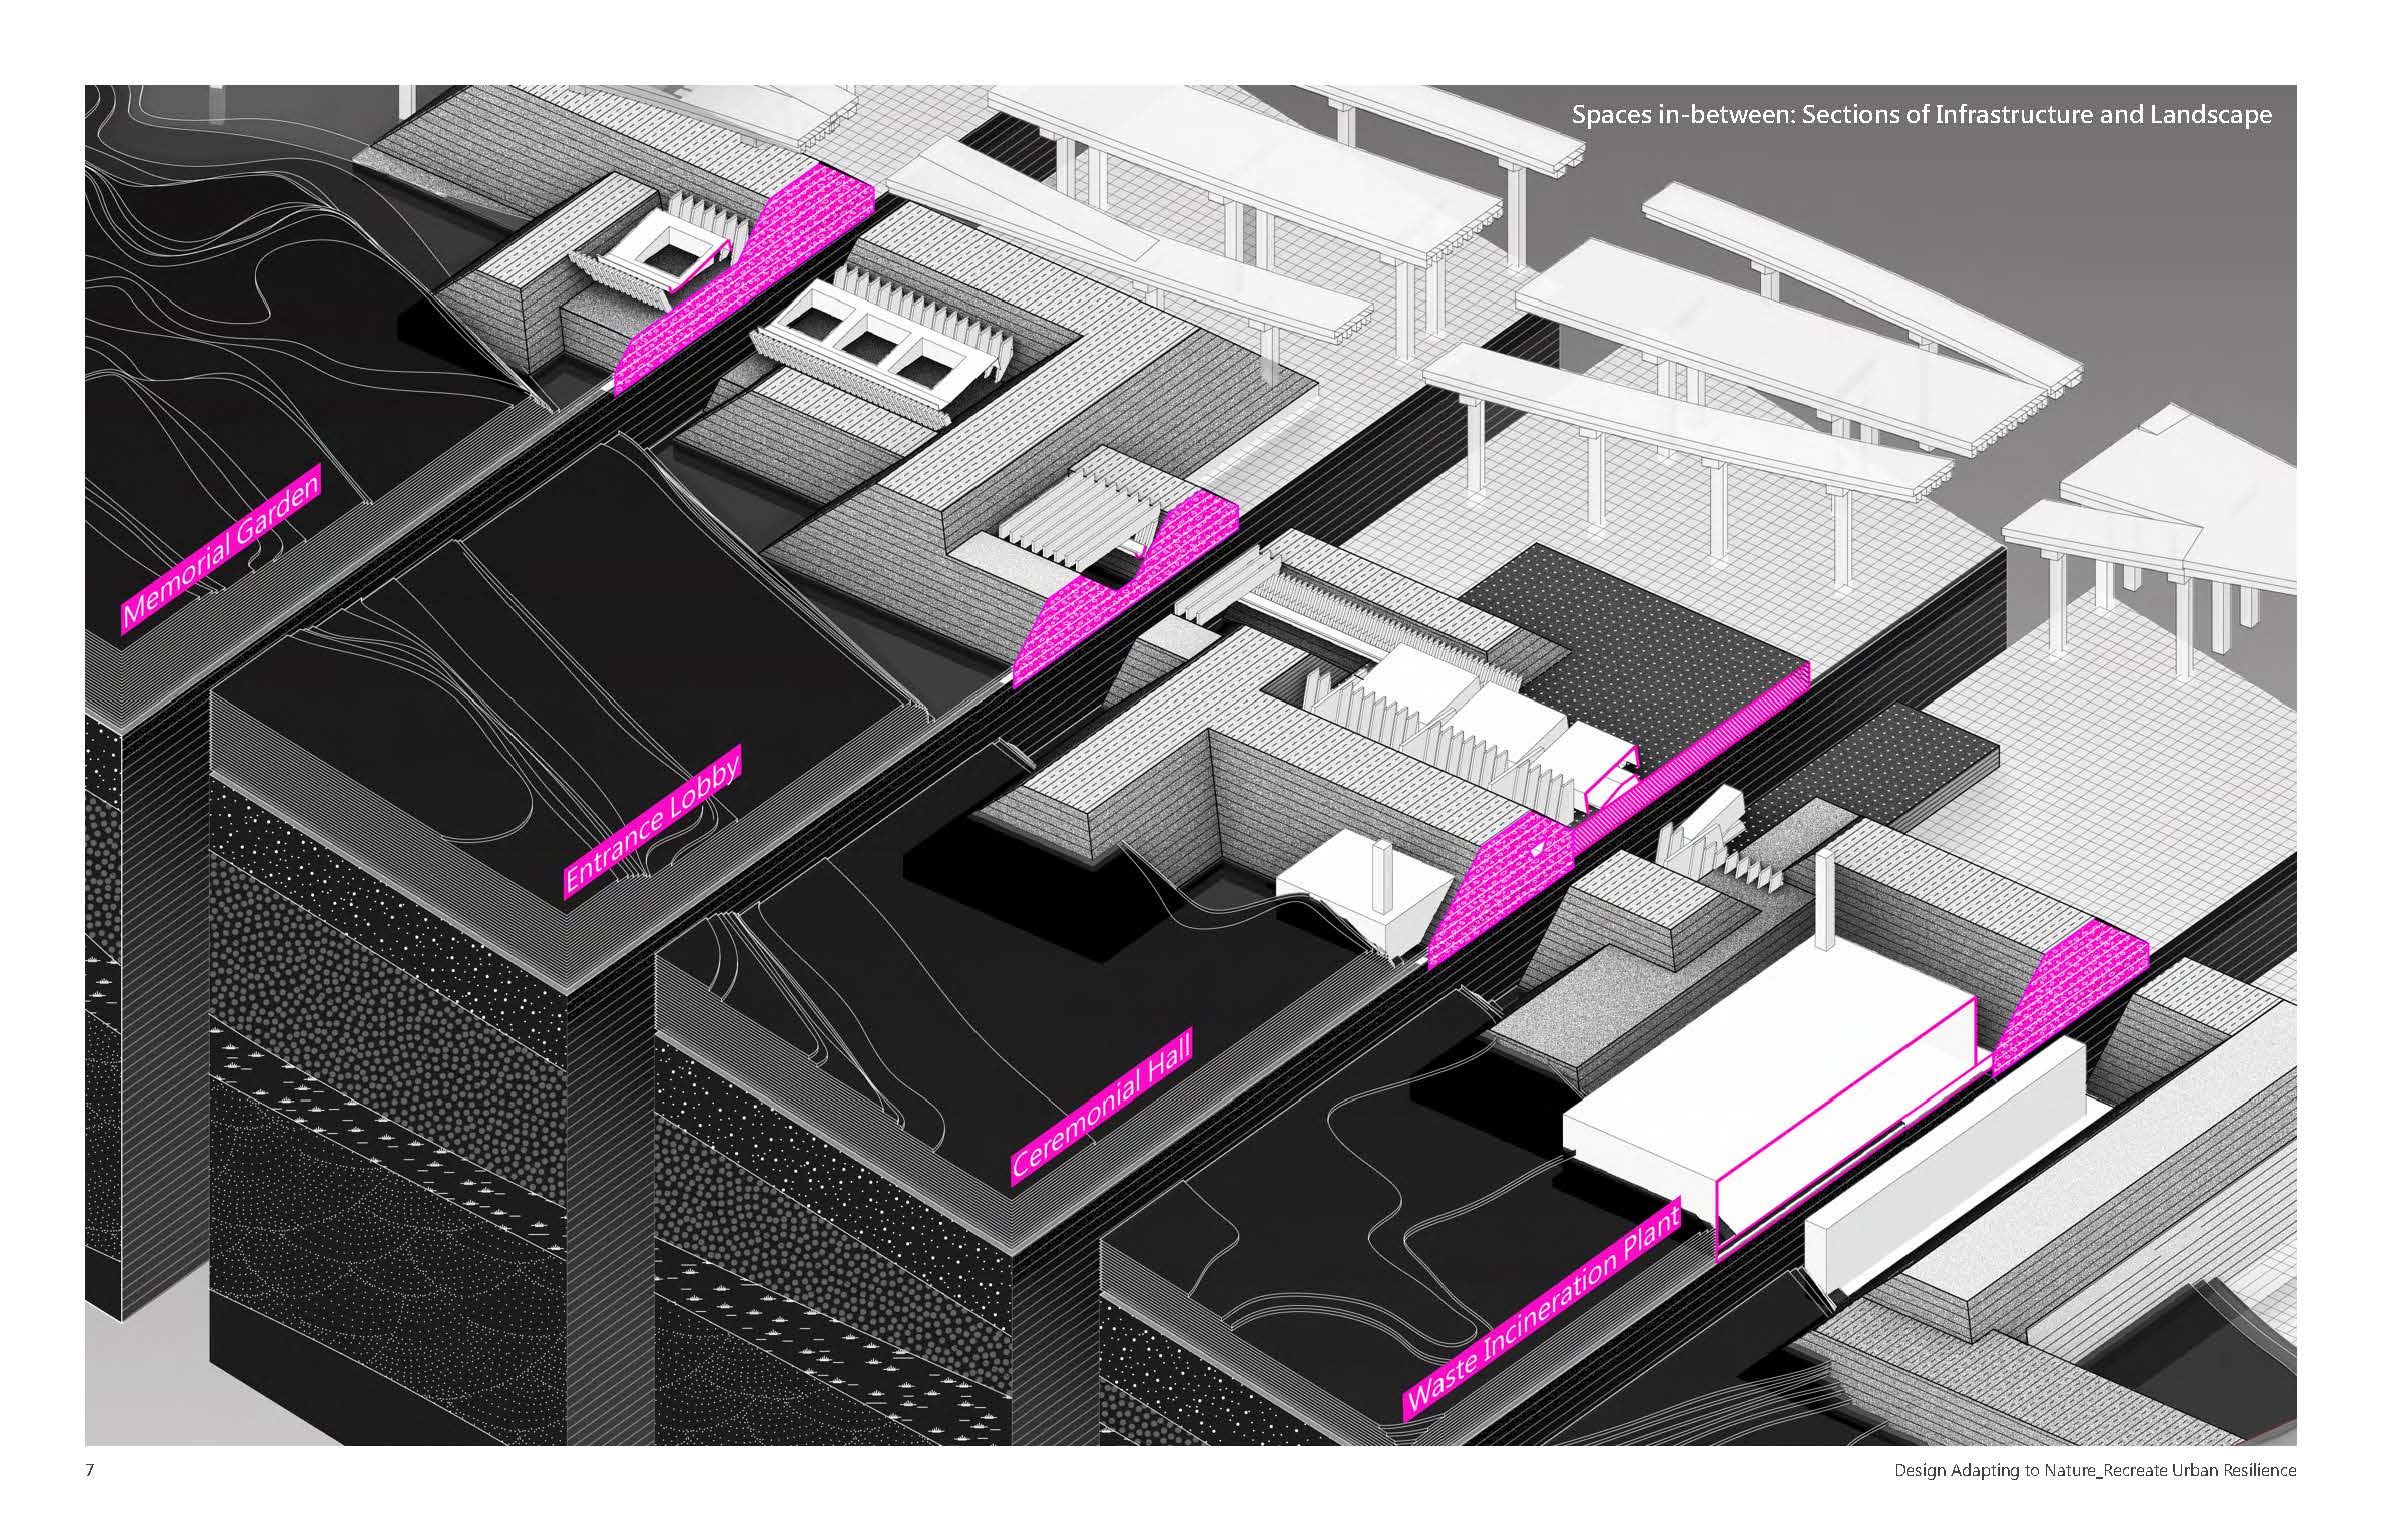 Spaces in-between: Sections of Infrastructure and Landscape
Memorial Garden
Entrance Lobby
Ceremonial Hall
Waste Incineration Plant
7
Design Adapting to Nature_Recreate Urban Resilience